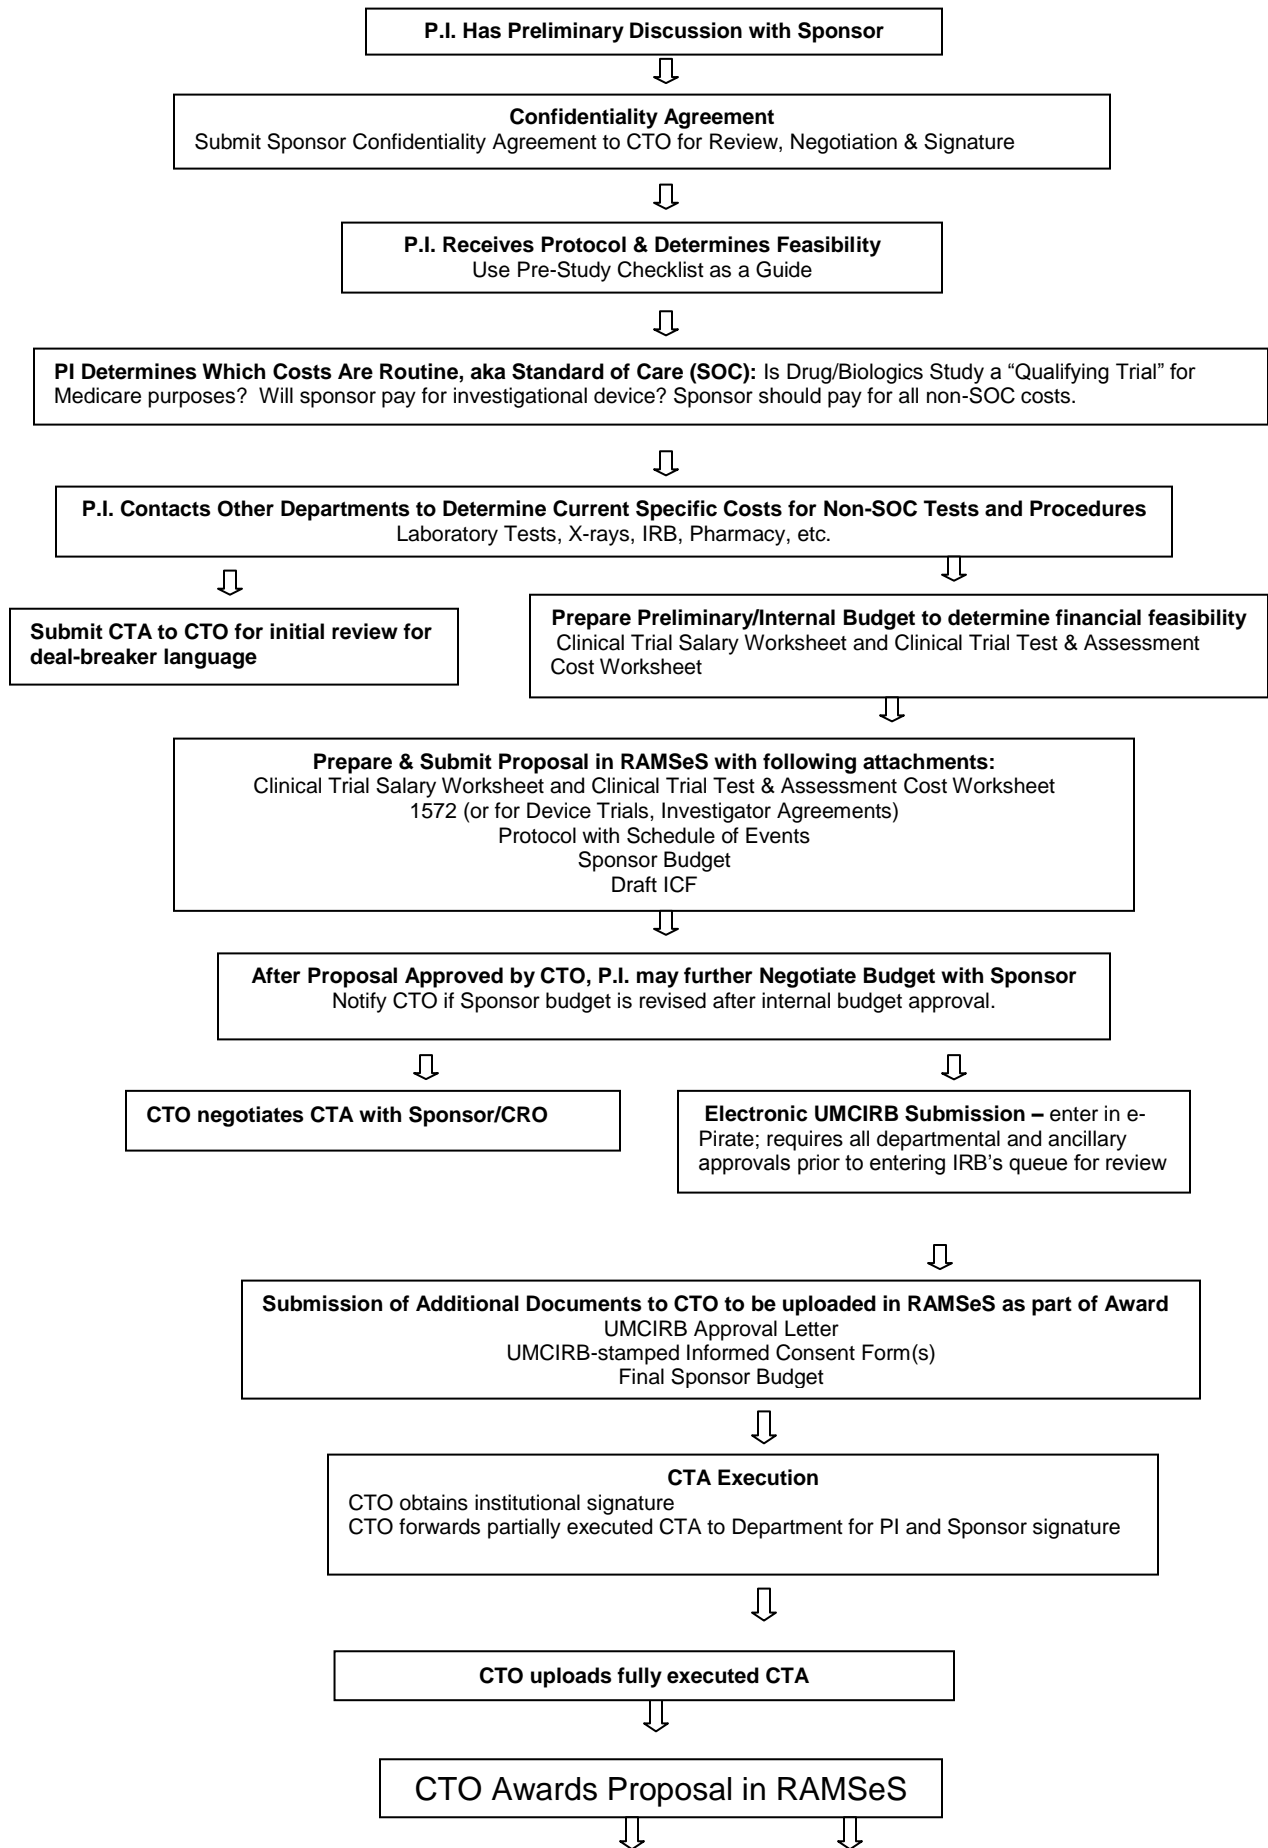 P.I. Has Preliminary Discussion with Sponsor
Confidentiality Agreement
Submit Sponsor Confidentiality Agreement to CTO for Review, Negotiation & Signature
P.I. Receives Protocol & Determines Feasibility
Use Pre-Study Checklist as a Guide
PI Determines Which Costs Are Routine, aka Standard of Care (SOC): Is Drug/Biologics Study a “Qualifying Trial” for
Medicare purposes?  Will sponsor pay for investigational device? Sponsor should pay for all non-SOC costs.
P.I. Contacts Other Departments to Determine Current Specific Costs for Non-SOC Tests and Procedures
Laboratory Tests, X-rays, IRB, Pharmacy, etc.
Submit CTA to CTO for initial review for
deal-breaker language
Prepare Preliminary/Internal Budget to determine financial feasibility
Clinical Trial Salary Worksheet and Clinical Trial Test & Assessment
Cost Worksheet
Prepare & Submit Proposal in RAMSeS with following attachments:
Clinical Trial Salary Worksheet and Clinical Trial Test & Assessment Cost Worksheet
1572 (or for Device Trials, Investigator Agreements)
Protocol with Schedule of Events
Sponsor Budget
Draft ICF
After Proposal Approved by CTO, P.I. may further Negotiate Budget with Sponsor
Notify CTO if Sponsor budget is revised after internal budget approval.
CTO negotiates CTA with Sponsor/CRO
Electronic UMCIRB Submission – enter in e-
Pirate; requires all departmental and ancillary
approvals prior to entering IRB’s queue for review
Submission of Additional Documents to CTO to be uploaded in RAMSeS as part of Award
UMCIRB Approval Letter
UMCIRB-stamped Informed Consent Form(s)
Final Sponsor Budget
CTA Execution
CTO obtains institutional signature
CTO forwards partially executed CTA to Department for PI and Sponsor signature
CTO uploads fully executed CTA
CTO Awards Proposal in RAMSeS